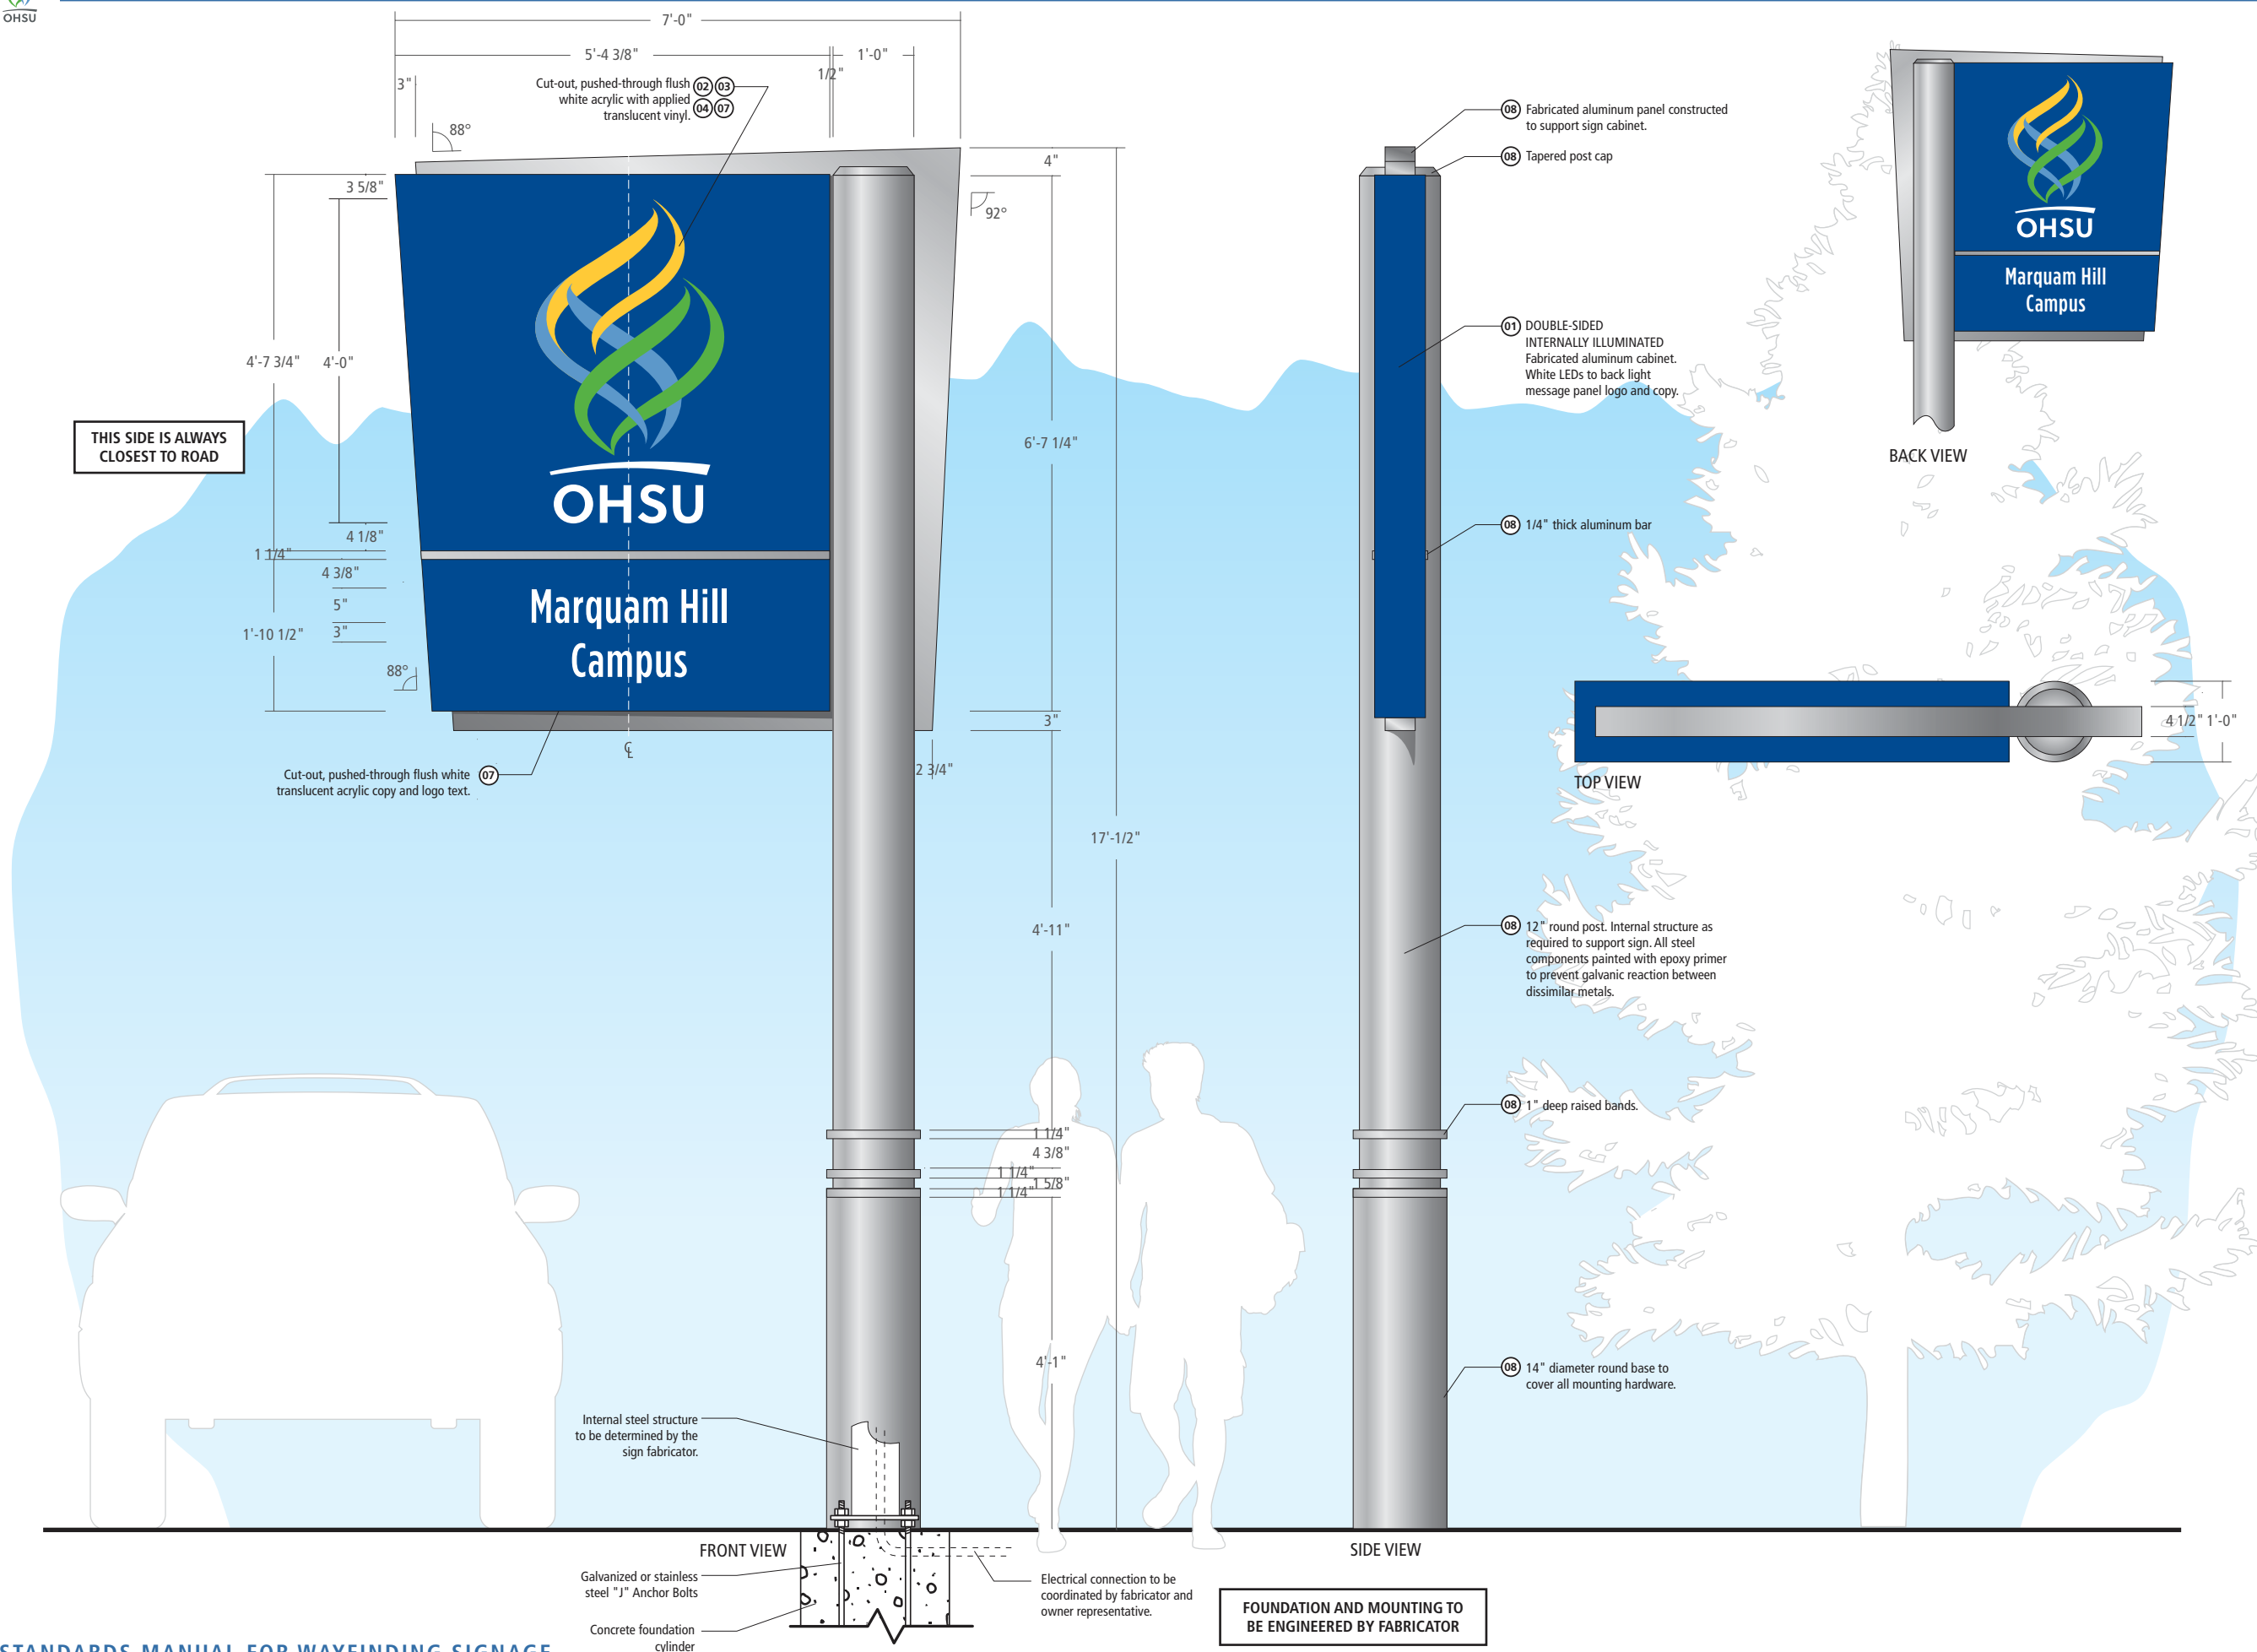 OHSU
7'-0"
5'-4 3/8"
1'-0"
1/2"
3"
Cut-out, pushed-through flush
white acrylic with applied
translucent vinyl.
02 03
04 07
88°
4"
3 5/8"
92°
4'-7 3/4"
4'-0"
6'-7 1/4"
THIS SIDE IS ALWAYS
CLOSEST TO ROAD
OHSU
4 1/8"
1 1/4"
4 3/8"
5"
3"
1'-10 1/2"
88°
Marquam Hill
Campus
3"
2 3/4"
CL
Cut-out, pushed-through flush white
translucent acrylic copy and logo text.
07
17'-1/2"
4'-11"
1 1/4"
4 3/8"
1 1/4"
1 5/8"
1 1/4"
4'-1"
Internal steel structure
to be determined by the
sign fabricator.
FRONT VIEW
Galvanized or stainless
steel "J" Anchor Bolts
Concrete foundation
cylinder
Electrical connection to be
coordinated by fabricator and
owner representative.
08 Fabricated aluminum panel constructed
to support sign cabinet.
08 Tapered post cap
01 DOUBLE-SIDED
INTERNALLY ILLUMINATED
Fabricated aluminum cabinet.
White LEDs to back light
message panel logo and copy.
08 1/4" thick aluminum bar
08 12" round post. Internal structure as
required to support sign. All steel
components painted with epoxy primer
to prevent galvanic reaction between
dissimilar metals.
08 1" deep raised bands.
08 14" diameter round base to
cover all mounting hardware.
SIDE VIEW
FOUNDATION AND MOUNTING TO
BE ENGINEERED BY FABRICATOR
OHSU
Marquam Hill
Campus
BACK VIEW
4 1/2" 1'-0"
TOP VIEW
STANDARDS MANUAL FOR WAYFINDING SIGNAGE